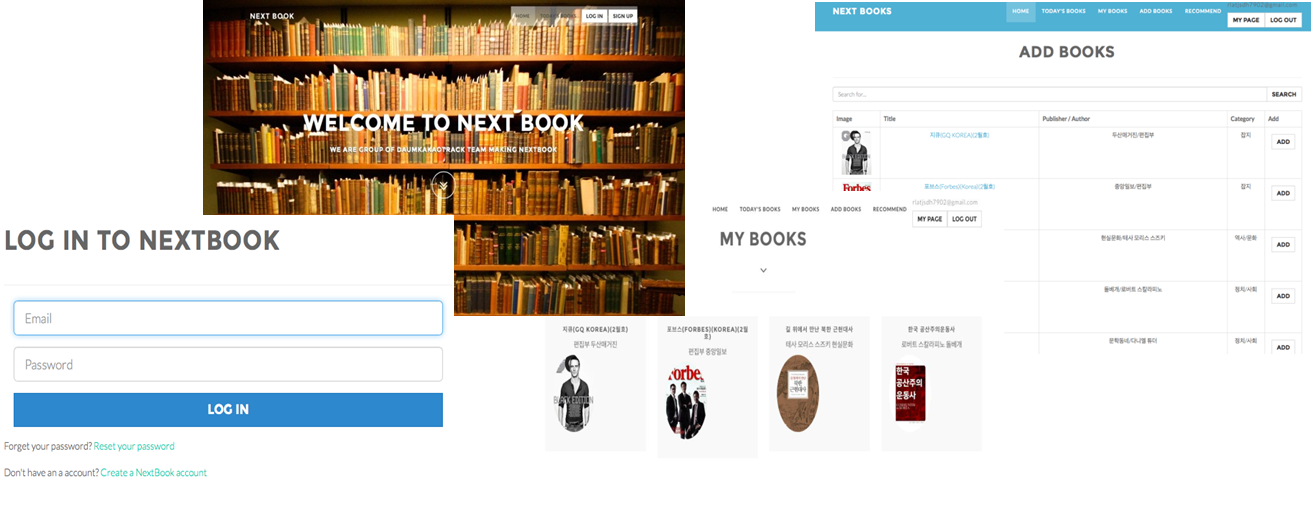 NEXT BOOK
HOME
TODAY'S BOOKS
LOG IN
SIGN UP
WELCOME TO NEXT BOOK
WE ARE GROUP OF DAUMKAKAOTRACK TEAM MAKING NEXTBOOK
LOG IN TO NEXTBOOK
Email
Password
LOG IN
Forget your password? Reset your password
Don't have an a account? Create a NextBook account
NEXT BOOKS
HOME
TODAY'S BOOKS
MY BOOKS
ADD BOOKS
RECOMMEND
riatjsdh7902@gmail.com
MY PAGE
LOG OUT
ADD BOOKS
Search for...
SEARCH
Image Title Publisher / Author Category Add
지큐(GQ KOREA)(2월호) 두산매거진/편집부 잡지 ADD
Forbes 포브스(Forbes)(Korea)(2월호) 중앙일보/편집부 잡지 ADD
현실문화/테사 모리스 스즈키 역사/문화 ADD
돌베개/로버트 스칼라피노 정치/사회 ADD
문학동네/다니엘 튜더 정치/사회 ADD
HOME
TODAY'S BOOKS
MY BOOKS
ADD BOOKS
RECOMMEND
riatjsdh7902@gmail.com
MY PAGE
LOG OUT
MY BOOKS
지큐(GQ KOREA)(2월호)
편집부 두산매거진
포브스(FORBES)(KOREA)(2월
호)
편집부 중앙일보
Forbes
길 위에서 만난 북한 근현대사
테사 모리스 스즈키 현실문화
한국 공산주의운동사
로버트 스칼라피노 돌베개
한국
공산주의
운동사